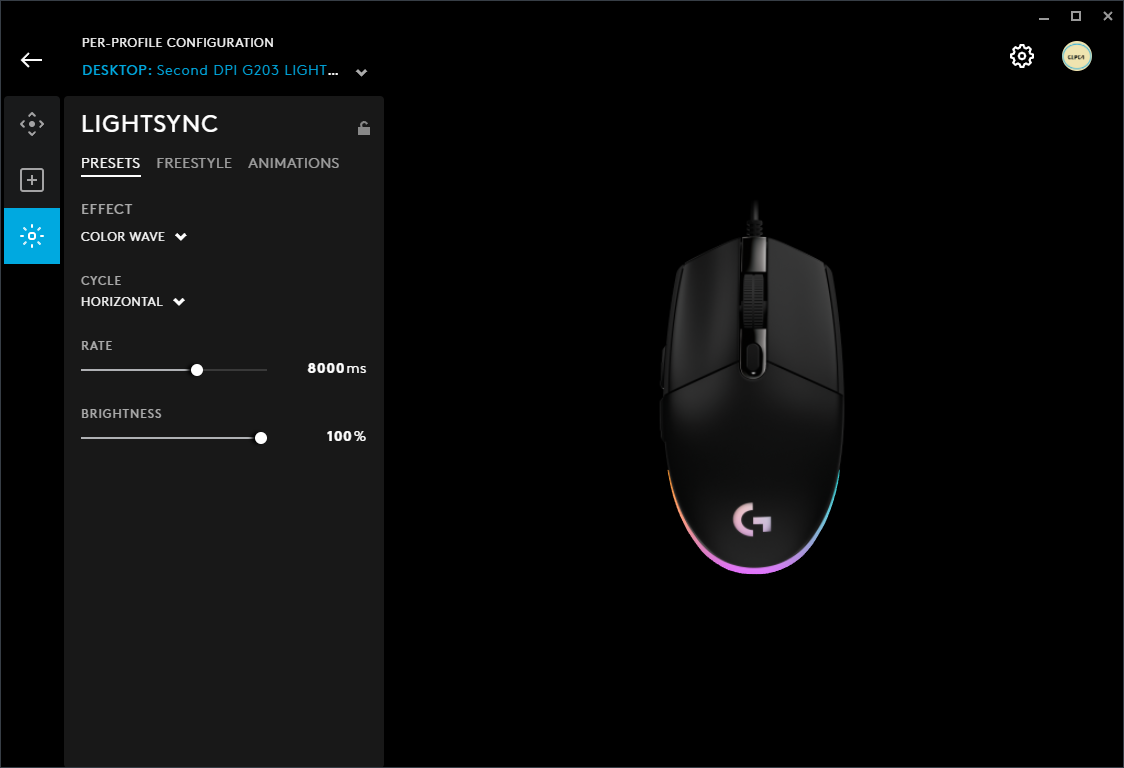 PER-PROFILE CONFIGURATION
DESKTOP: Second DPI G203 LIGHT...
LIGHTSYNC
PRESETS FREESTYLE ANIMATIONS
EFFECT
COLOR WAVE
CYCLE
HORIZONTAL
RATE
8000ms
BRIGHTNESS
100%